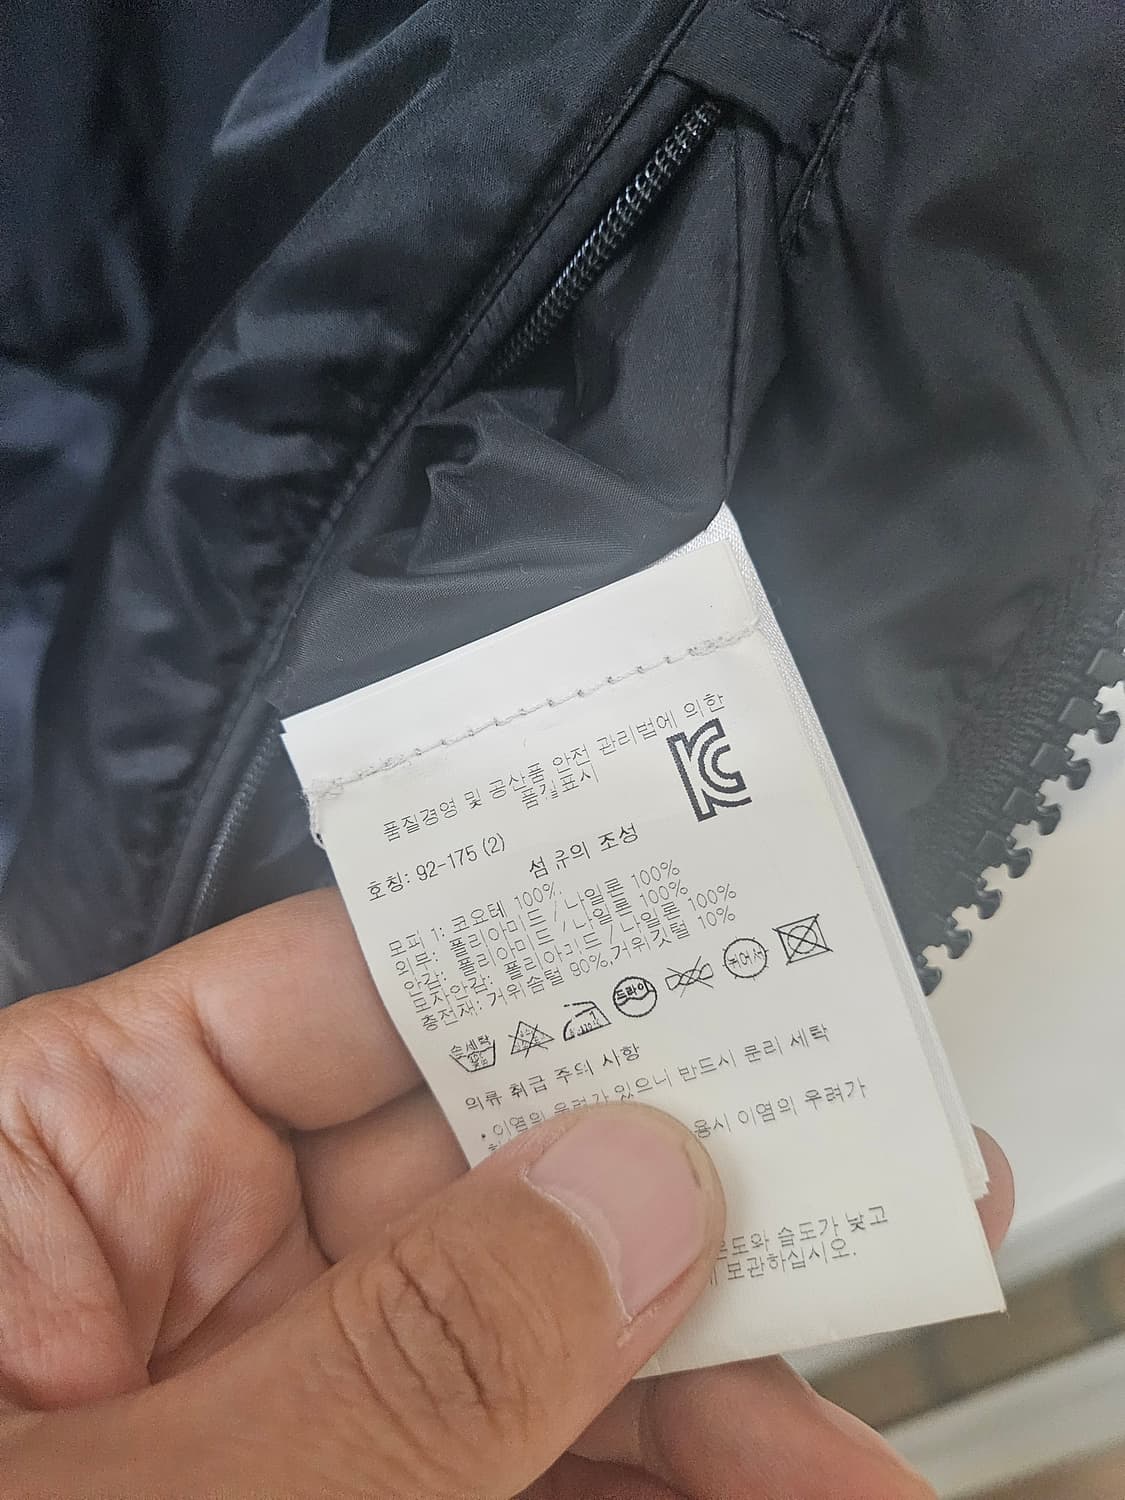 품질경영 및 공산품 안전 관리법에 의한
품질표시
호칭: 92-175 (2)
섬유의 조성
모피 1: 코요테 100%
외부: 폴리아미드/나일론 100%
안감: 폴리아미드/나일론 100%
모자안감: 폴리아미드/나일론 100%
충전재: 거위솜털 90%,거위깃털 10%
손세탁 드라이 뉘어서
의류 취급 주의 사항
• 이염의 우려가 있으니 반드시 분리 세탁
용시 이염의 우려가
온도와 습도가 낮고
보관하십시오.